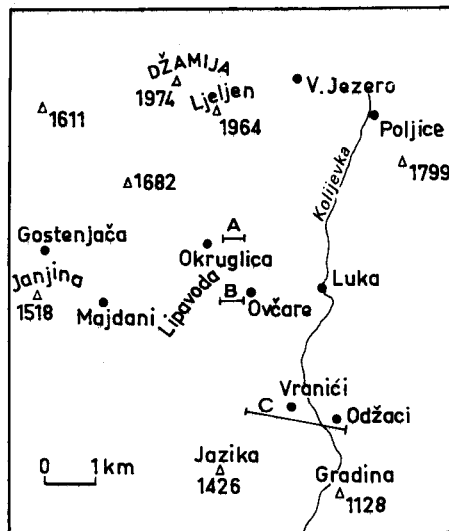 DŽAMIJA
1974
Ljeljen
1964
V. Jezero
Poljice
1611
1799
1682
Kolijevka
A
Gostenjača
Okruglica
Janjina
1518
Lipavoda
B
Luka
Majdani
Ovčare
Vranići
C
Odžaci
Jazika
1426
Gradina
1128
0 1 km